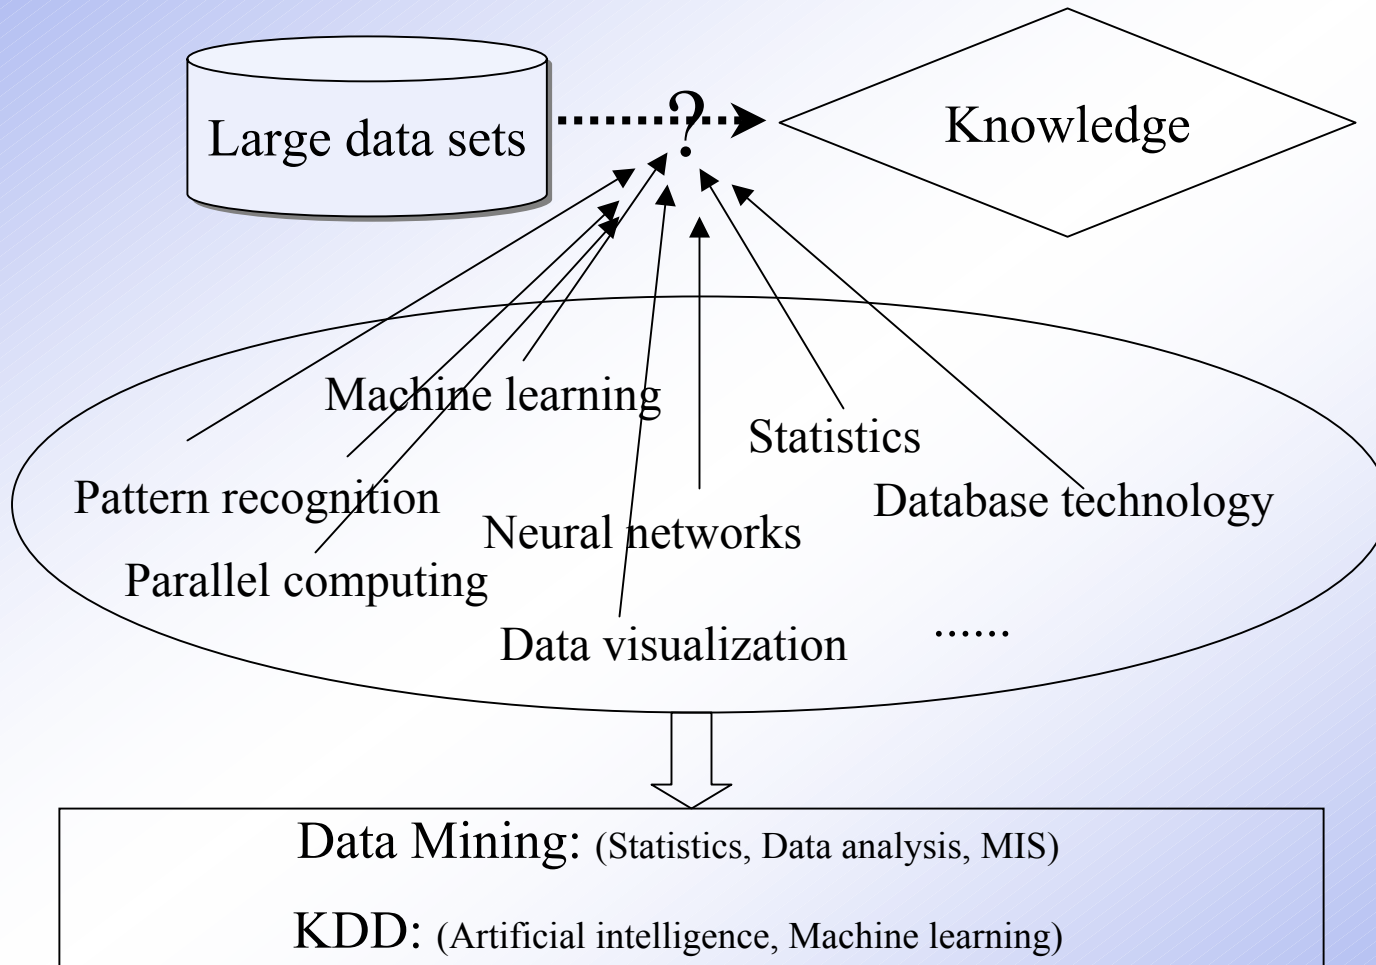 Large data sets
?
Knowledge
Machine learning
Statistics
Pattern recognition
Database technology
Neural networks
Parallel computing
Data visualization
......
Data Mining: (Statistics, Data analysis, MIS)
KDD: (Artificial intelligence, Machine learning)